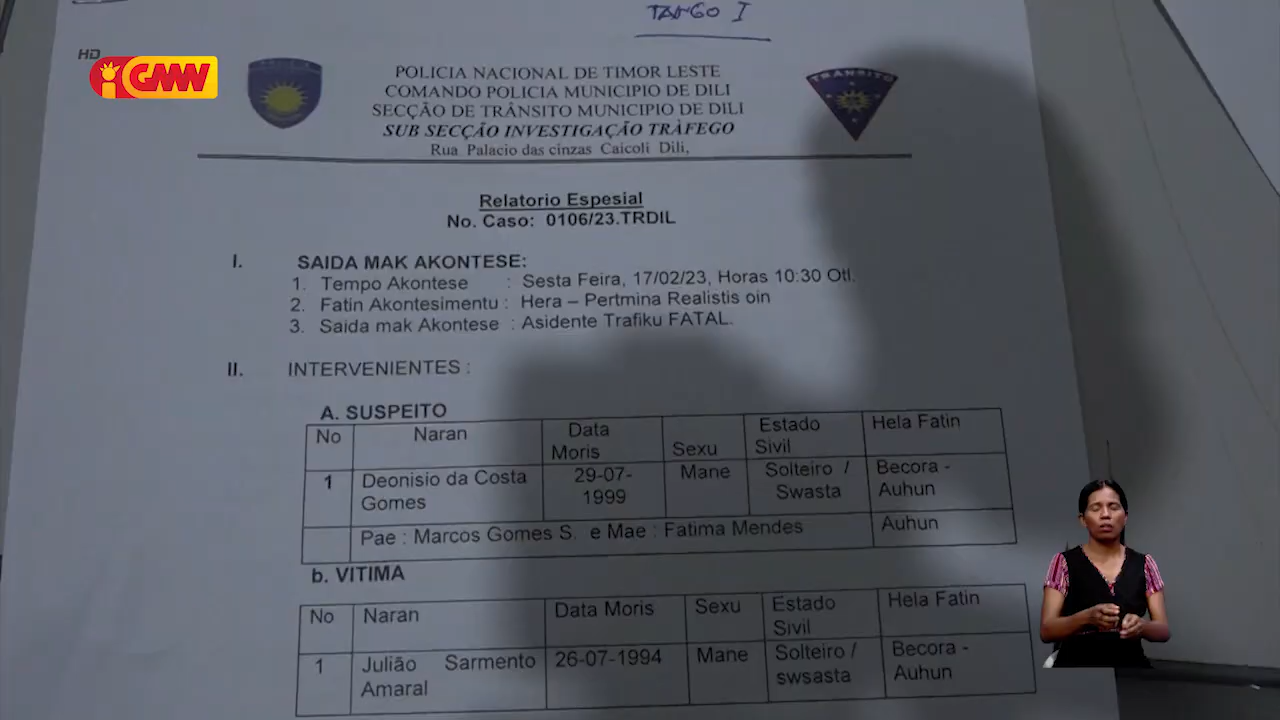 TANGO I
HD
GMN
POLICIA NACIONAL DE TIMOR LESTE
COMANDO POLICIA MUNICIPIO DE DILI
SECÇÃO DE TRÂNSITO MUNICIPIO DE DILI
SUB SECÇÃO INVESTIGAÇÃO TRÀFEGO
Rua Palacio das cinzas Caicoli Dili,
TRÂNSITO
Relatorio Espesial
No. Caso: 0106/23.TRDIL
I. SAIDA MAK AKONTESE:
1. Tempo Akontese : Sesta Feira, 17/02/23, Horas 10:30 Otl.
2. Fatin Akontesimentu : Hera – Pertmina Realistis oin
3. Saida mak Akontese : Asidente Trafiku FATAL.
II. INTERVENIENTES :
A. SUSPEITO
No Naran Data Moris Sexu Estado Sivil Hela Fatin
1 Deonisio da Costa Gomes 29-07-1999 Mane Solteiro / Swasta Becora - Auhun
Pae : Marcos Gomes S. e Mae : Fatima Mendes Auhun
b. VITIMA
No Naran Data Moris Sexu Estado Sivil Hela Fatin
1 Julião Sarmento Amaral 26-07-1994 Mane Solteiro / swsasta Becora - Auhun